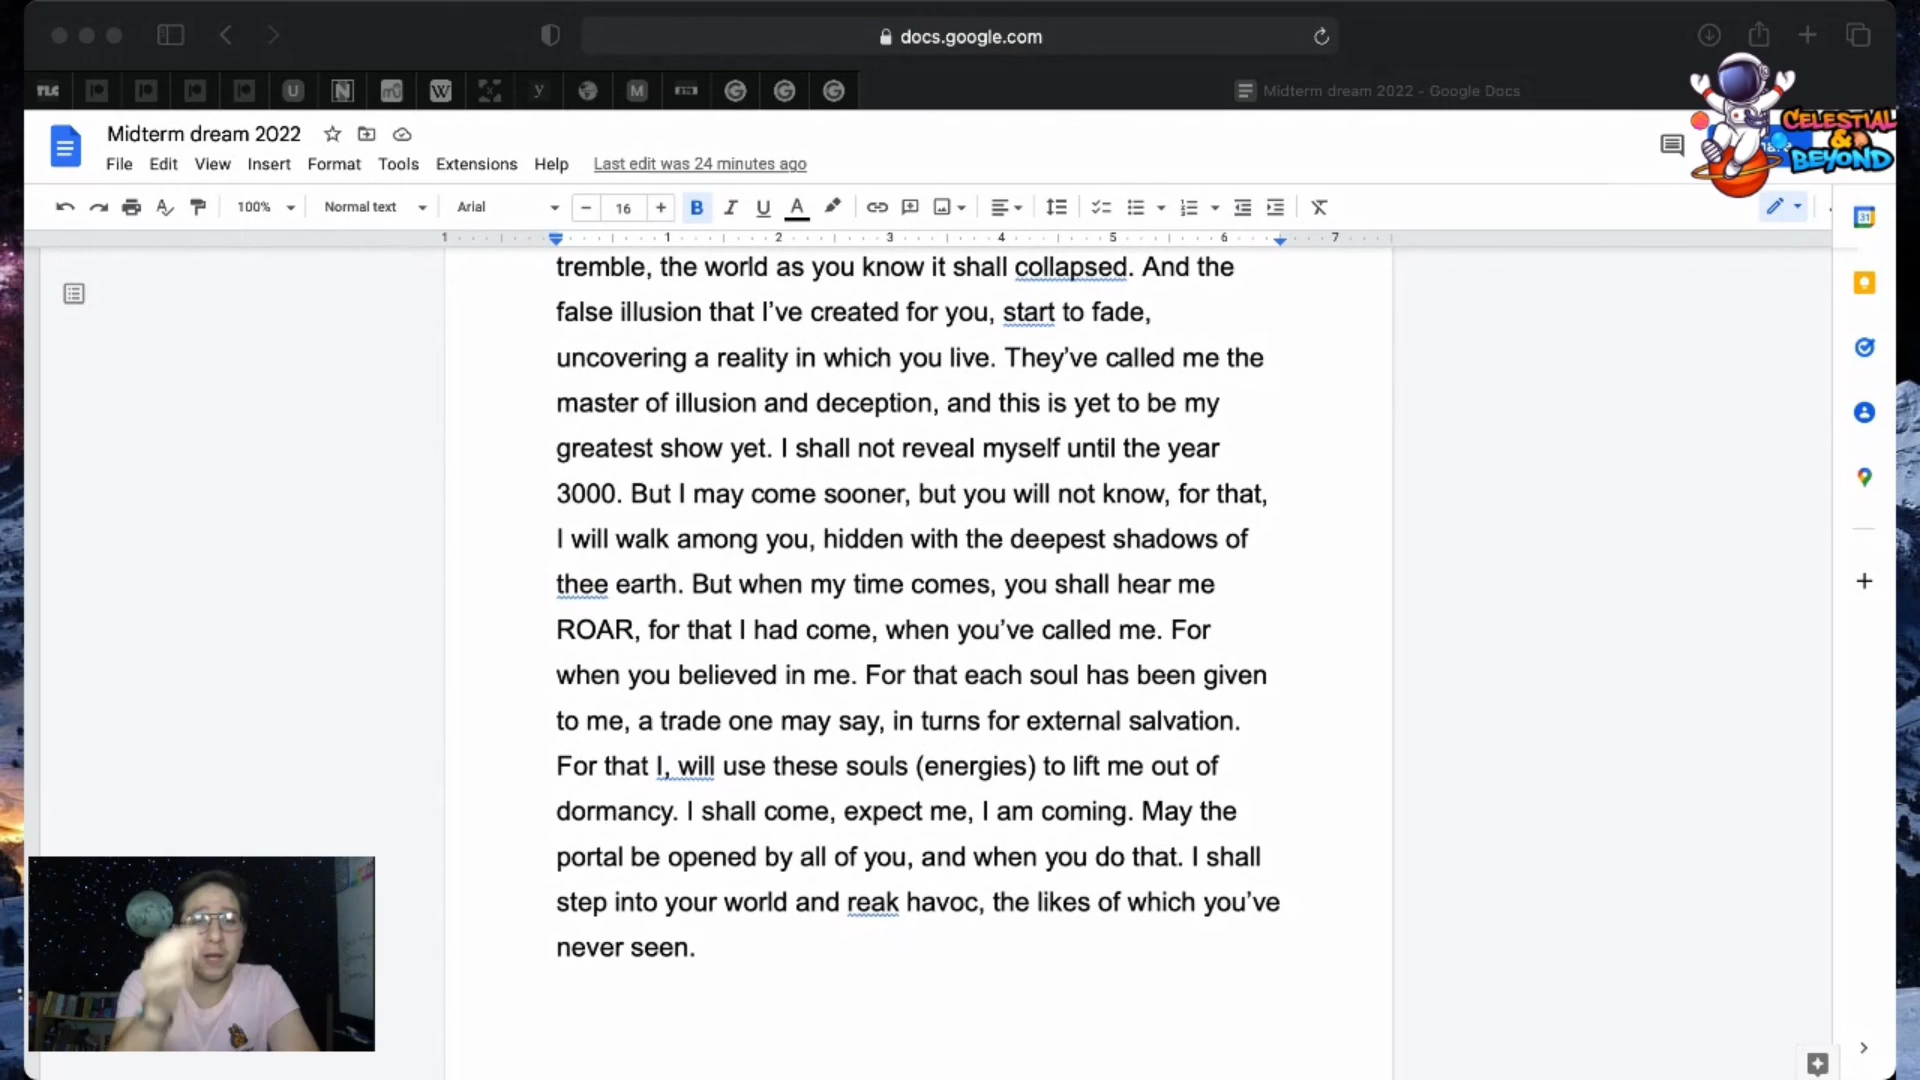 docs.google.com
TLC
U
N
W
y
M
G
G
G
Midterm dream 2022 - Google Docs
CELESTIAL
&
BEYOND
Midterm dream 2022
File Edit View Insert Format Tools Extensions Help Last edit was 24 minutes ago
100% Normal text Arial 16 B I U A
1 1 2 3 4 5 6 7
31
tremble, the world as you know it shall collapsed. And the
false illusion that I've created for you, start to fade,
uncovering a reality in which you live. They've called me the
master of illusion and deception, and this is yet to be my
greatest show yet. I shall not reveal myself until the year
3000. But I may come sooner, but you will not know, for that,
I will walk among you, hidden with the deepest shadows of
thee earth. But when my time comes, you shall hear me
ROAR, for that I had come, when you've called me. For
when you believed in me. For that each soul has been given
to me, a trade one may say, in turns for external salvation.
For that I, will use these souls (energies) to lift me out of
dormancy. I shall come, expect me, I am coming. May the
portal be opened by all of you, and when you do that. I shall
step into your world and reak havoc, the likes of which you've
never seen.